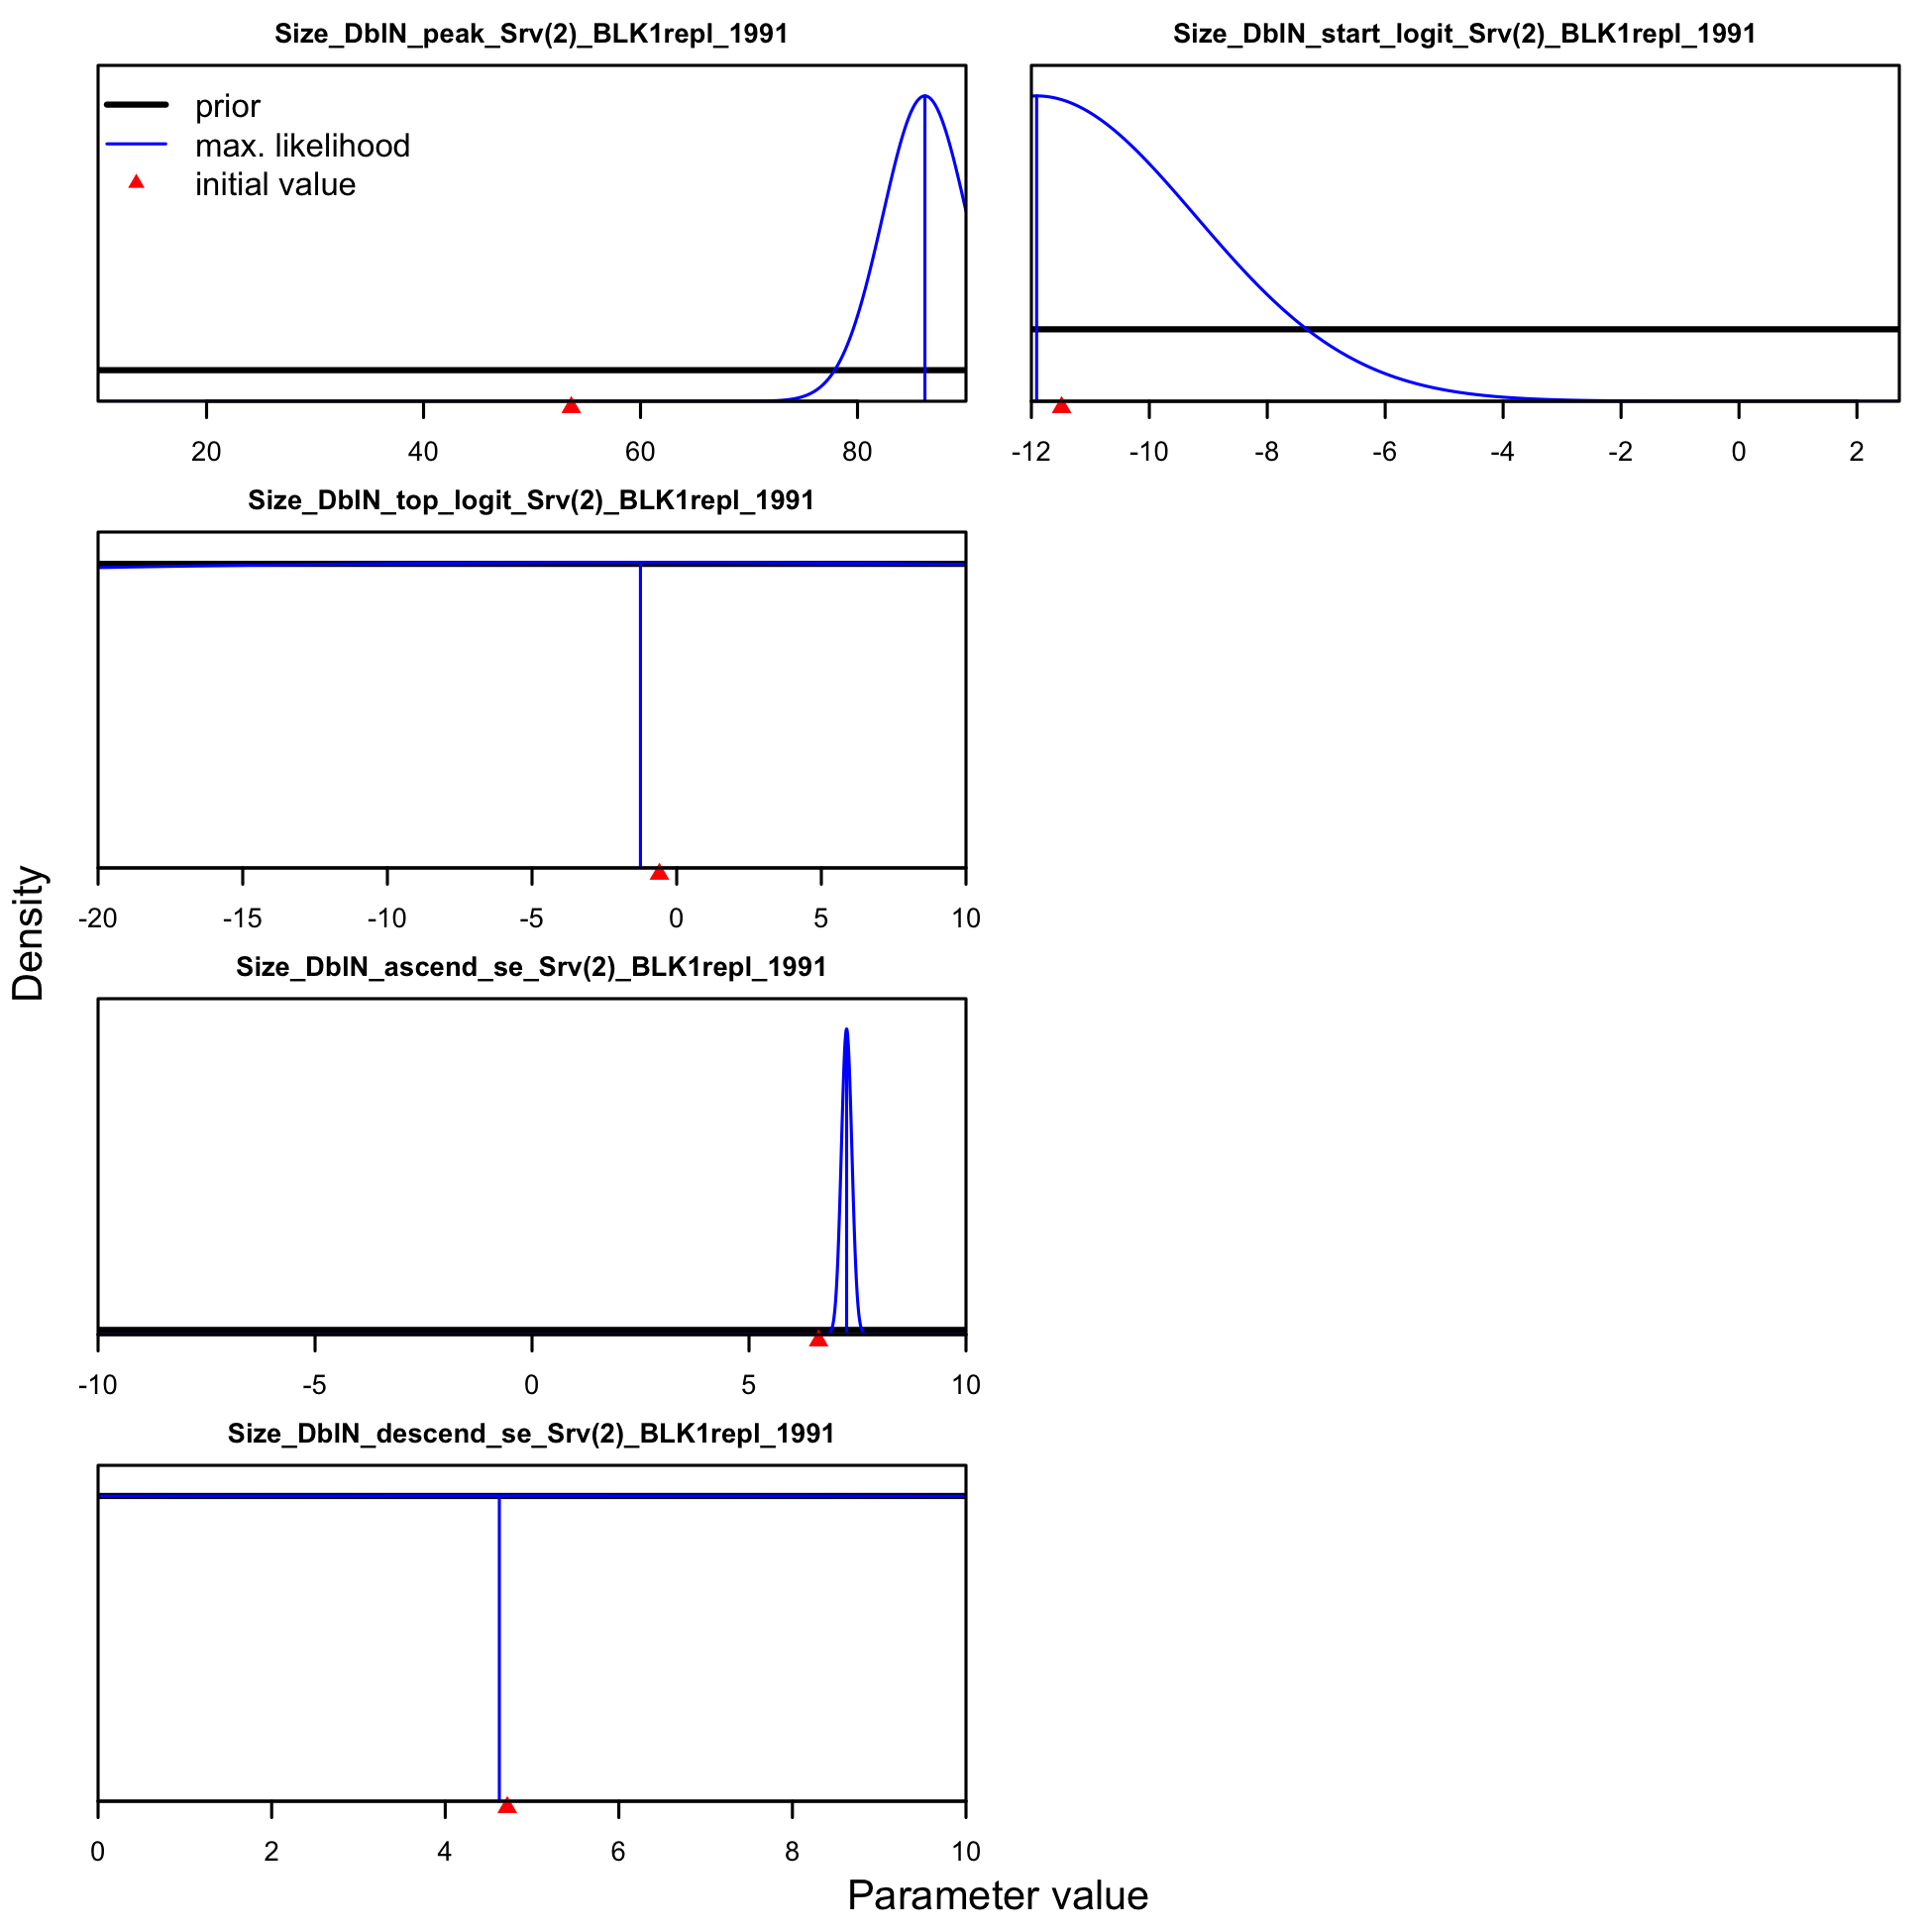 Size_DblN_peak_Srv(2)_BLK1repl_1991
prior
max. likelihood
initial value
20 40 60 80
Size_DblN_start_logit_Srv(2)_BLK1repl_1991
-12 -10 -8 -6 -4 -2 0 2
Size_DblN_top_logit_Srv(2)_BLK1repl_1991
-20 -15 -10 -5 0 5 10
Size_DblN_ascend_se_Srv(2)_BLK1repl_1991
-10 -5 0 5 10
Size_DblN_descend_se_Srv(2)_BLK1repl_1991
0 2 4 6 8 10
Density
Parameter value